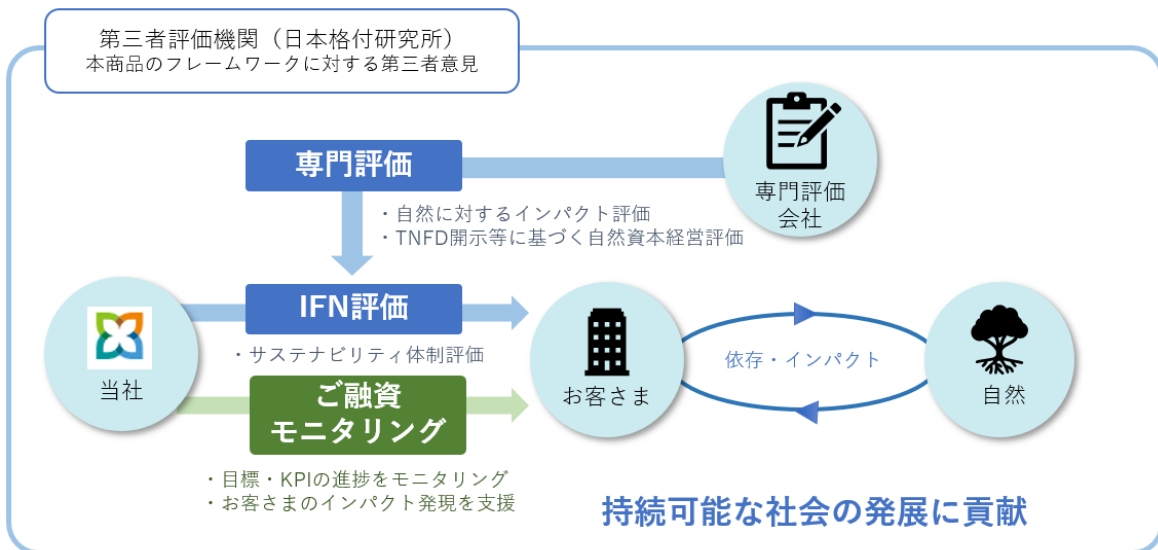 第三者評価機関（日本格付研究所）
本商品のフレームワークに対する第三者意見
専門評価
専門評価
会社
・自然に対するインパクト評価
・TNFD開示等に基づく自然資本経営評価
IFN評価
・サステナビリティ体制評価
当社
ご融資
モニタリング
・目標・KPIの進捗をモニタリング
・お客さまのインパクト発現を支援
お客さま
依存・インパクト
自然
持続可能な社会の発展に貢献